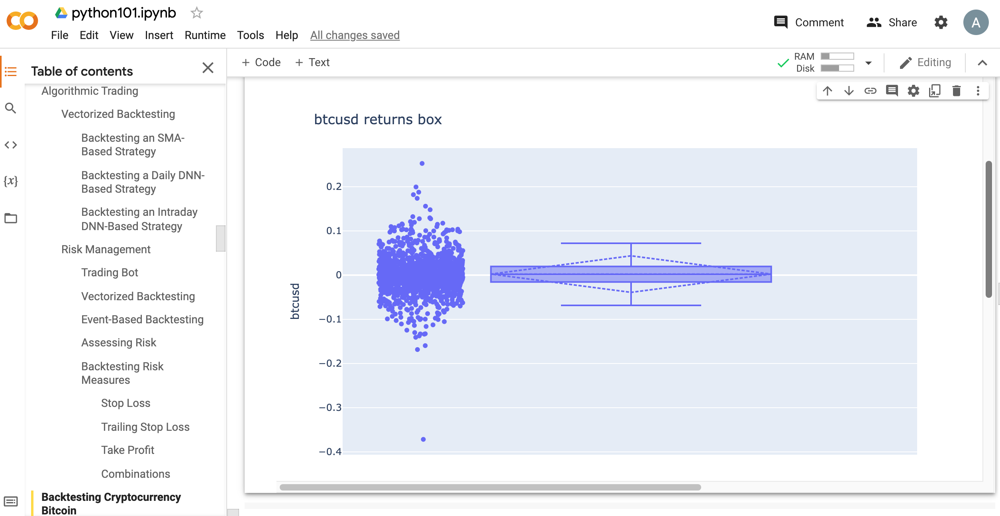 python101.ipynb
File Edit View Insert Runtime Tools Help All changes saved
Comment Share A
Table of contents
+ Code + Text
RAM
Disk
Editing
Algorithmic Trading
Vectorized Backtesting
Backtesting an SMA-
Based Strategy
Backtesting a Daily DNN-
Based Strategy
{x}
Backtesting an Intraday
DNN-Based Strategy
Risk Management
Trading Bot
Vectorized Backtesting
Event-Based Backtesting
Assessing Risk
Backtesting Risk
Measures
Stop Loss
Trailing Stop Loss
Take Profit
Combinations
Backtesting Cryptocurrency
Bitcoin
btcusd returns box
0.2
0.1
0
−0.1
−0.2
−0.3
−0.4
btcusd